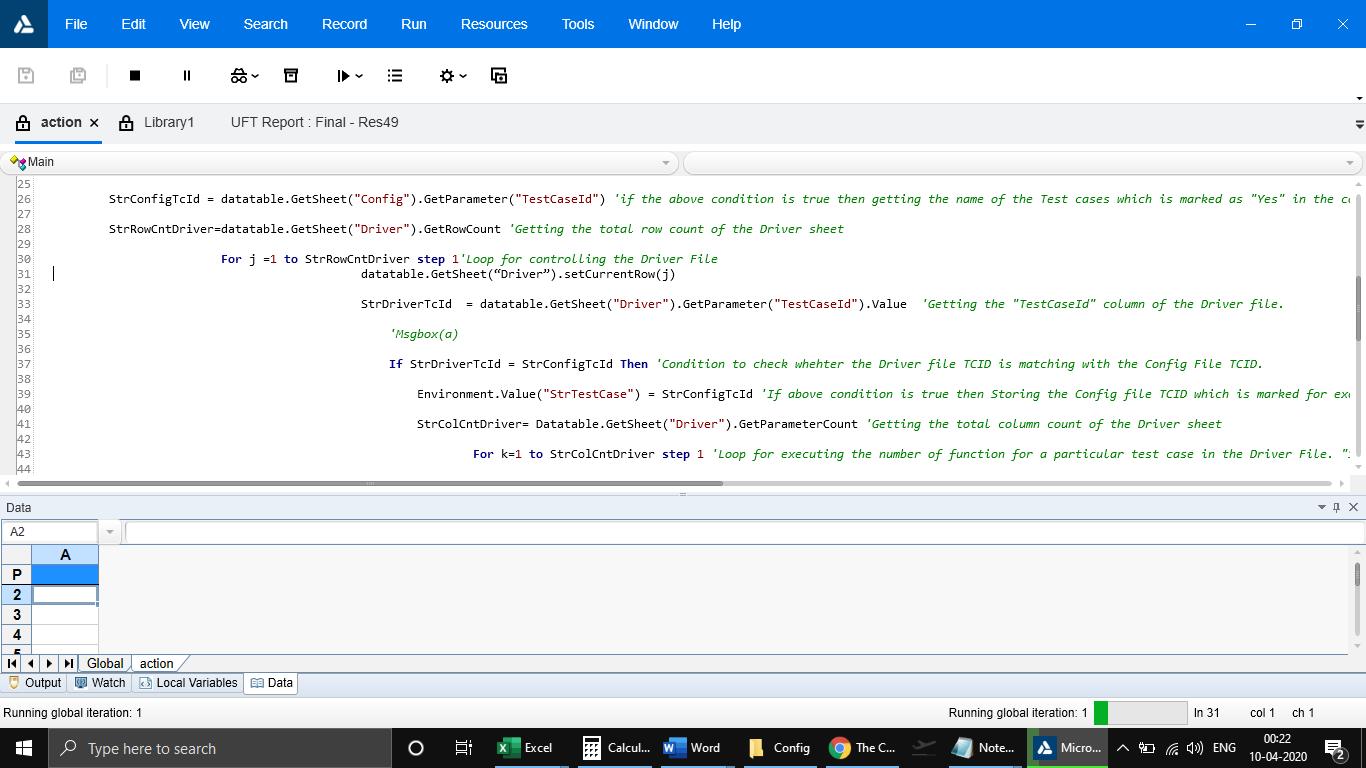 File Edit View Search Record Run Resources Tools Window Help
action Library1 UFT Report : Final - Res49
Main
25
26 StrConfigTcId = datatable.GetSheet("Config").GetParameter("TestCaseId") 'if the above condition is true then getting the name of the Test cases which is marked as "Yes" in the co
27
28 StrRowCntDriver=datatable.GetSheet("Driver").GetRowCount 'Getting the total row count of the Driver sheet
29
30 For j =1 to StrRowCntDriver step 1'Loop for controlling the Driver File
31 datatable.GetSheet(“Driver”).setCurrentRow(j)
32
33 StrDriverTcId = datatable.GetSheet("Driver").GetParameter("TestCaseId").Value 'Getting the "TestCaseId" column of the Driver file.
34
35 'Msgbox(a)
36
37 If StrDriverTcId = StrConfigTcId Then 'Condition to check whehter the Driver file TCID is matching with the Config File TCID.
38
39 Environment.Value("StrTestCase") = StrConfigTcId 'If above condition is true then Storing the Config file TCID which is marked for exe
40
41 StrColCntDriver= Datatable.GetSheet("Driver").GetParameterCount 'Getting the total column count of the Driver sheet
42
43 For k=1 to StrColCntDriver step 1 'Loop for executing the number of function for a particular test case in the Driver File.
44
Data
A2
A
P
2
3
4
5
Global action
Output Watch Local Variables Data
Running global iteration: 1 Running global iteration: 1 ln 31 col 1 ch 1
Type here to search Excel Calcul... Word Config The C... Note... Micro... ENG 00:22
10-04-2020 2